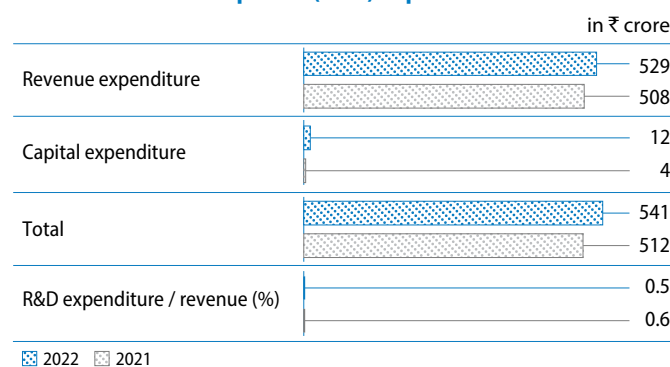 in ₹ crore
Revenue expenditure
529
508
Capital expenditure
12
4
Total
541
512
R&D expenditure / revenue (%)
0.5
0.6
2022 2021